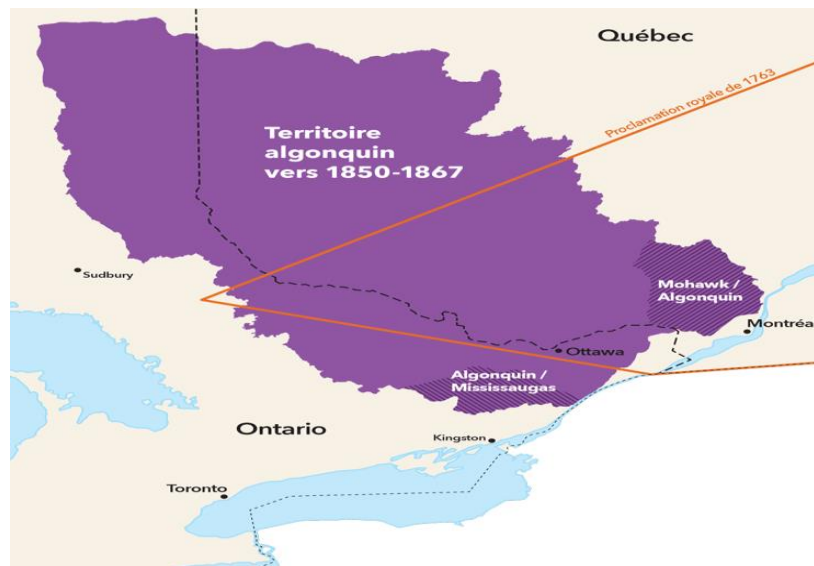 Québec
Proclamation royale de 1763
Territoire
algonquin
vers 1850-1867
Sudbury
Mohawk /
Algonquin
Montréa
Ottawa
Algonquin /
Mississaugas
Ontario
Kingston
Toronto